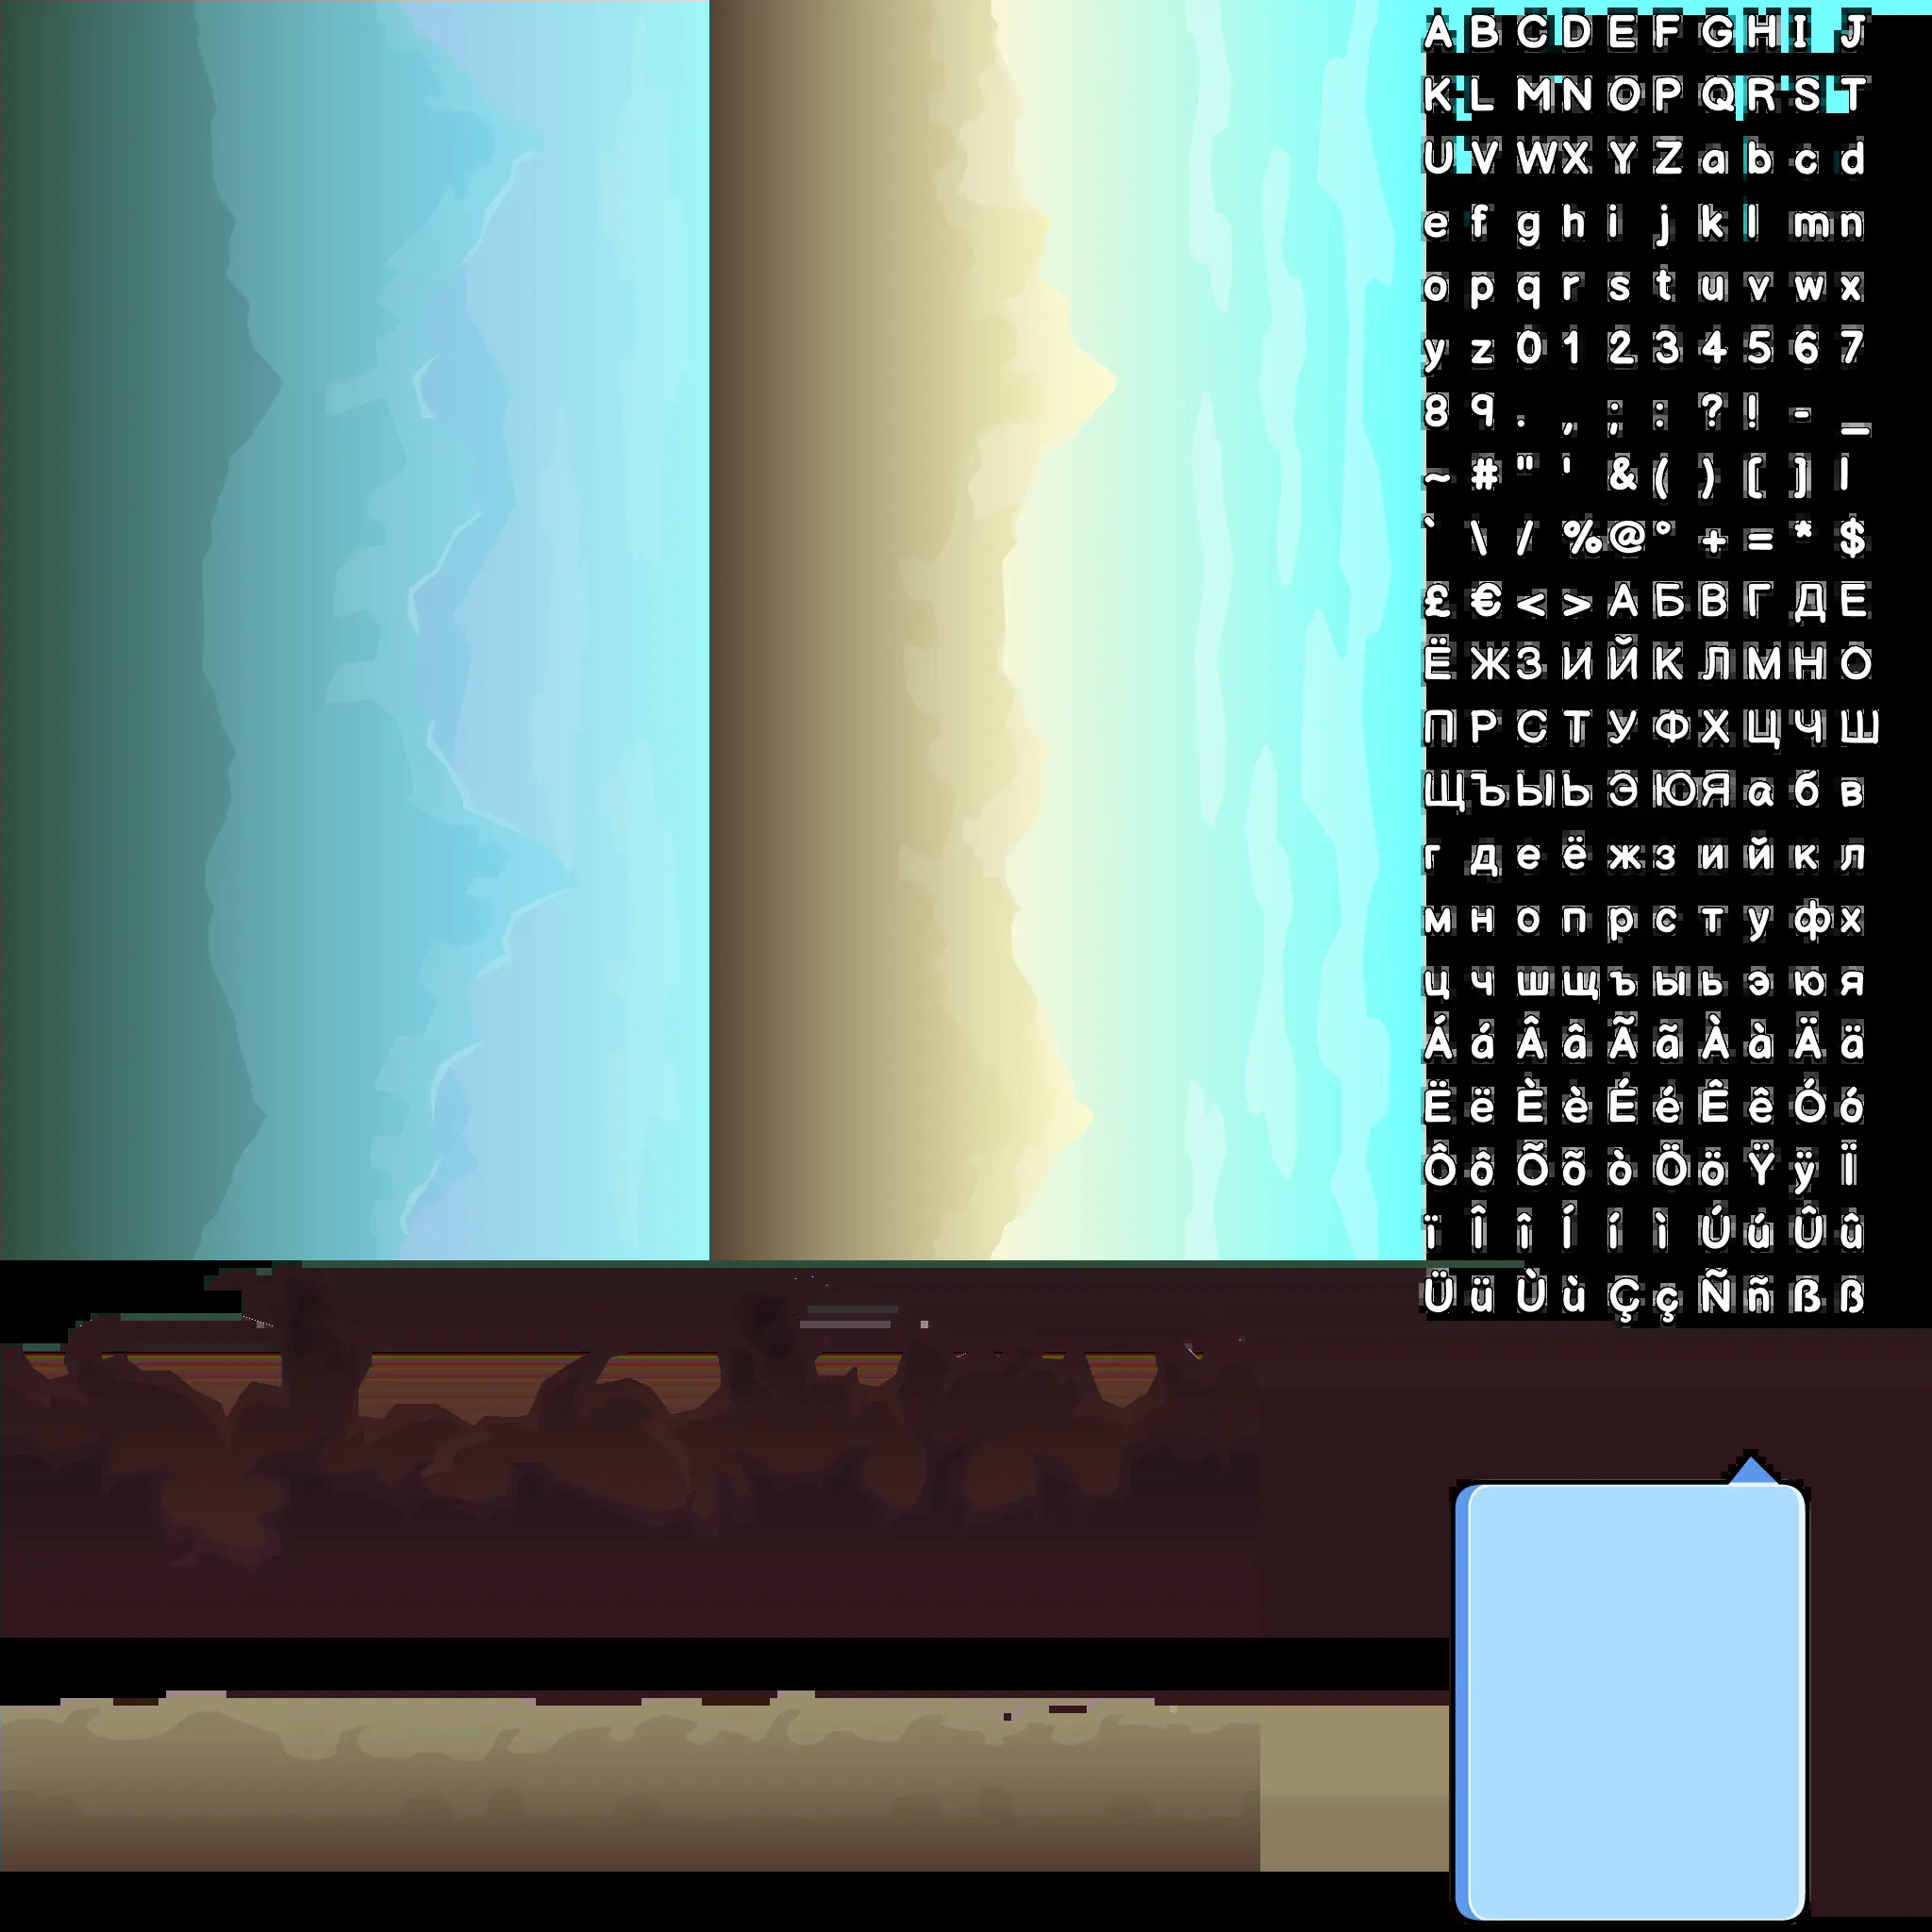 A B C D E F G H I J
K L M N O P Q R S T
U V W X Y Z a b c d
e f g h i j k l m n
o p q r s t u v w x
y z 0 1 2 3 4 5 6 7
8 9 . , ; : ? ! - _
~ # " ' & ( ) [ ] |
` \ / % @ ° + = * $
£ € < > А Б В Г Д Е
Ё Ж З И Й К Л М Н О
П Р С Т У Ф Х Ц Ч Ш
Щ Ъ Ы Ь Э Ю Я а б в
г д е ё ж з и й к л
м н о п р с т у ф х
ц ч ш щ ъ ы ь э ю я
Á á Â â Ã ã À à Ä ä
Ë ë È è É é Ê ê Ó ó
Ô ô Õ õ ò Ö ö Ÿ ÿ Ï
ï Î î Í í ì Ú ú Û û
Ü ü Ù ù Ç ç Ñ ñ ß ß